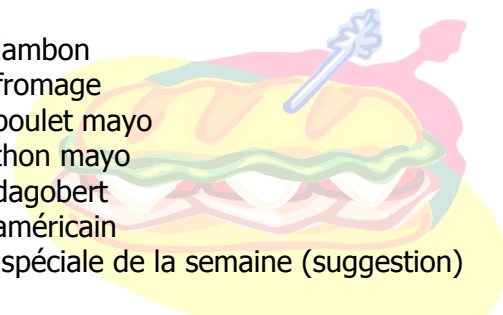 ambon
fromage
poulet mayo
thon mayo
dagobert
américain
spéciale de la semaine (suggestion)